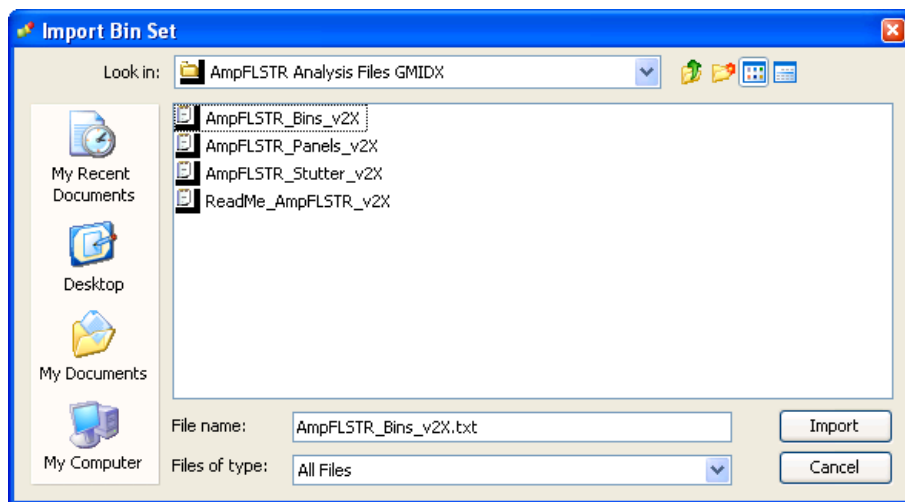 Import Bin Set
Look in: AmpFLSTR Analysis Files GMIDX
My Recent
Documents
Desktop
My Documents
My Computer
AmpFLSTR_Bins_v2X
AmpFLSTR_Panels_v2X
AmpFLSTR_Stutter_v2X
ReadMe_AmpFLSTR_v2X
File name: AmpFLSTR_Bins_v2X.txt Import
Files of type: All Files Cancel